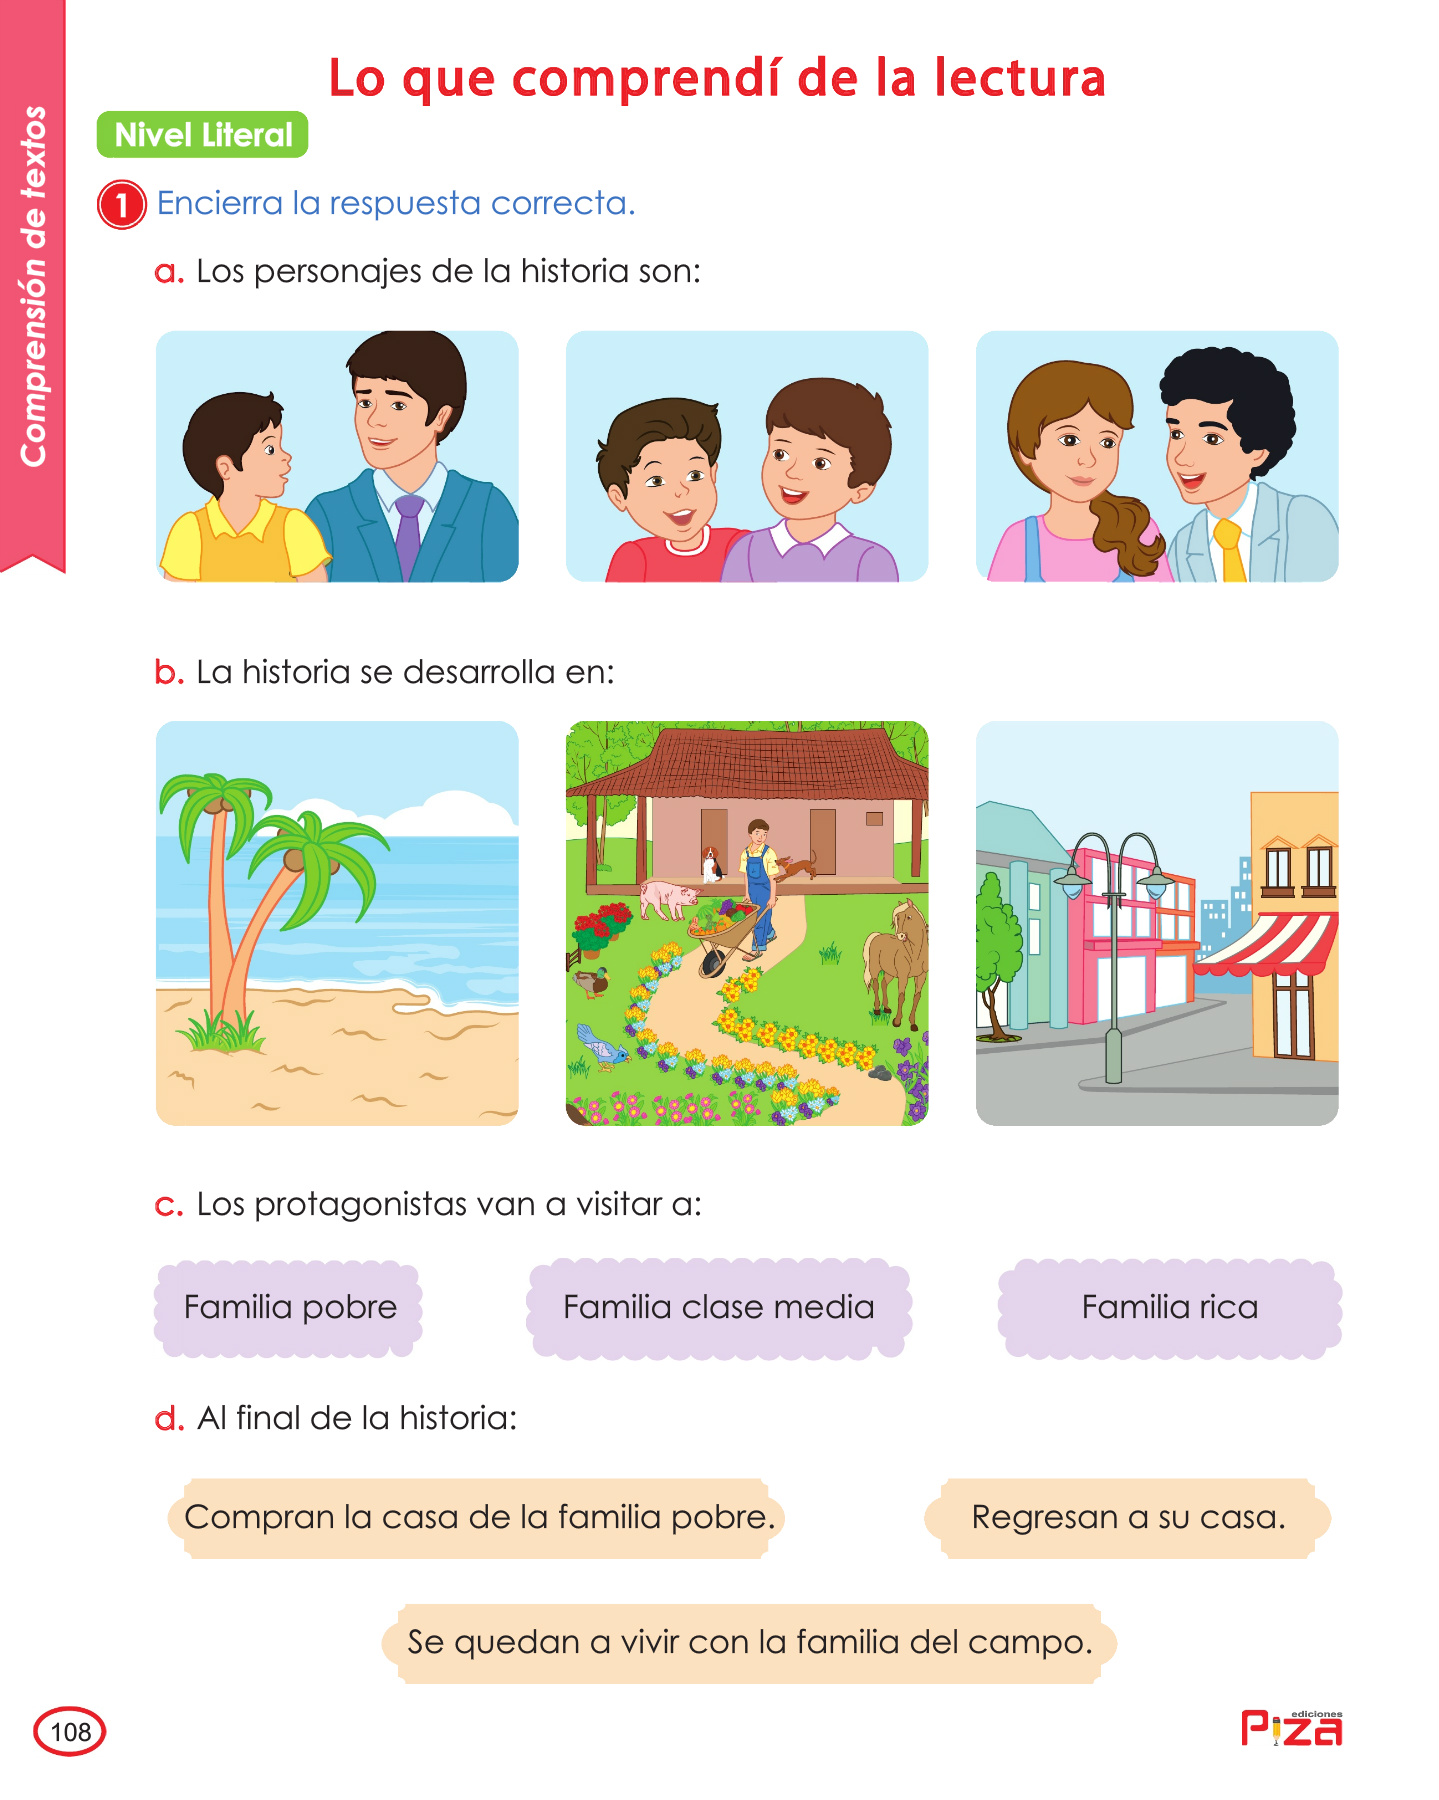 Comprensión de textos
Lo que comprendí de la lectura
Nivel Literal
1 Encierra la respuesta correcta.
a. Los personajes de la historia son:
b. La historia se desarrolla en:
c. Los protagonistas van a visitar a:
Familia pobre
Familia clase media
Familia rica
d. Al final de la historia:
Compran la casa de la familia pobre.
Regresan a su casa.
Se quedan a vivir con la familia del campo.
108
ediciones
Piza